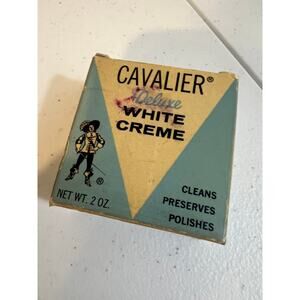 CAVALIER®
Deluxe
WHITE
CREME
®
NET WT. 2 OZ.
CLEANS
PRESERVES
POLISHES